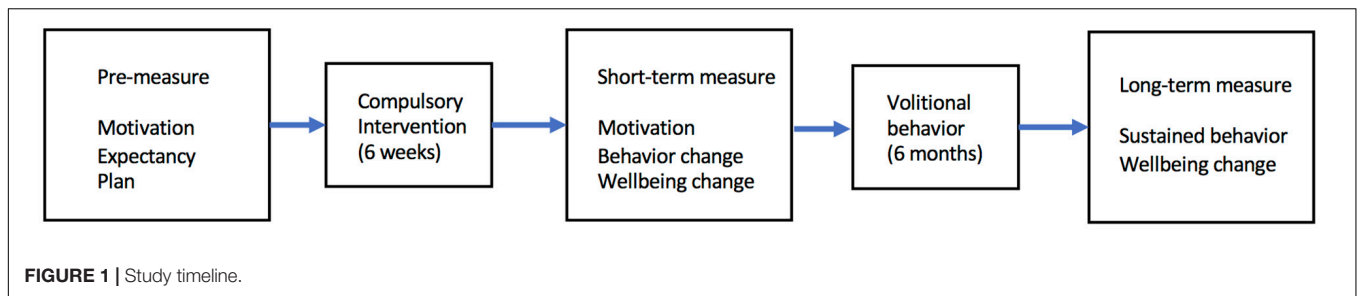 Pre-measure
Motivation
Expectancy
Plan
Compulsory
Intervention
(6 weeks)
Short-term measure
Motivation
Behavior change
Wellbeing change
Volitional
behavior
(6 months)
Long-term measure
Sustained behavior
Wellbeing change
FIGURE 1 | Study timeline.